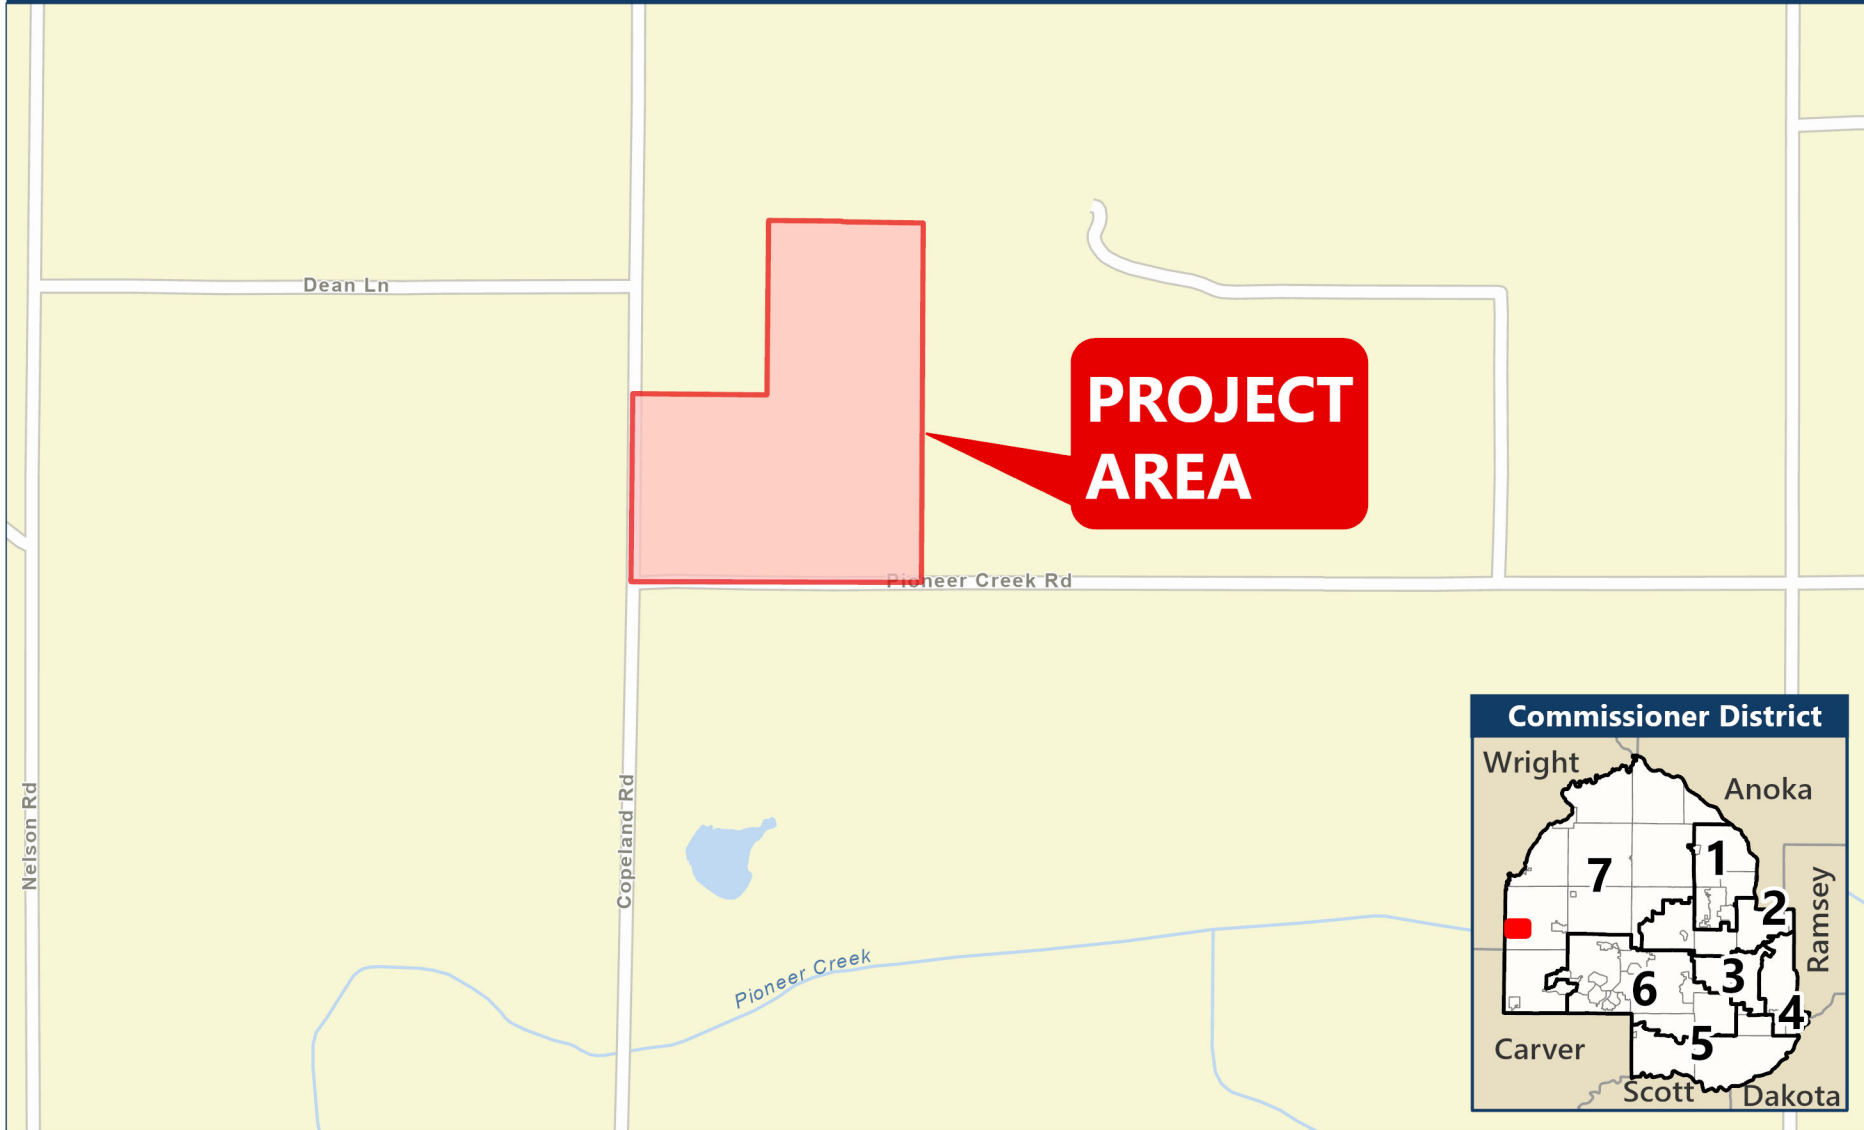 Dean Ln
PROJECT
AREA
Pioneer Creek Rd
Nelson Rd
Copeland Rd
Pioneer Creek
Commissioner District
Wright
Anoka
7
1
2
Ramsey
3
6
4
5
Carver
Scott
Dakota